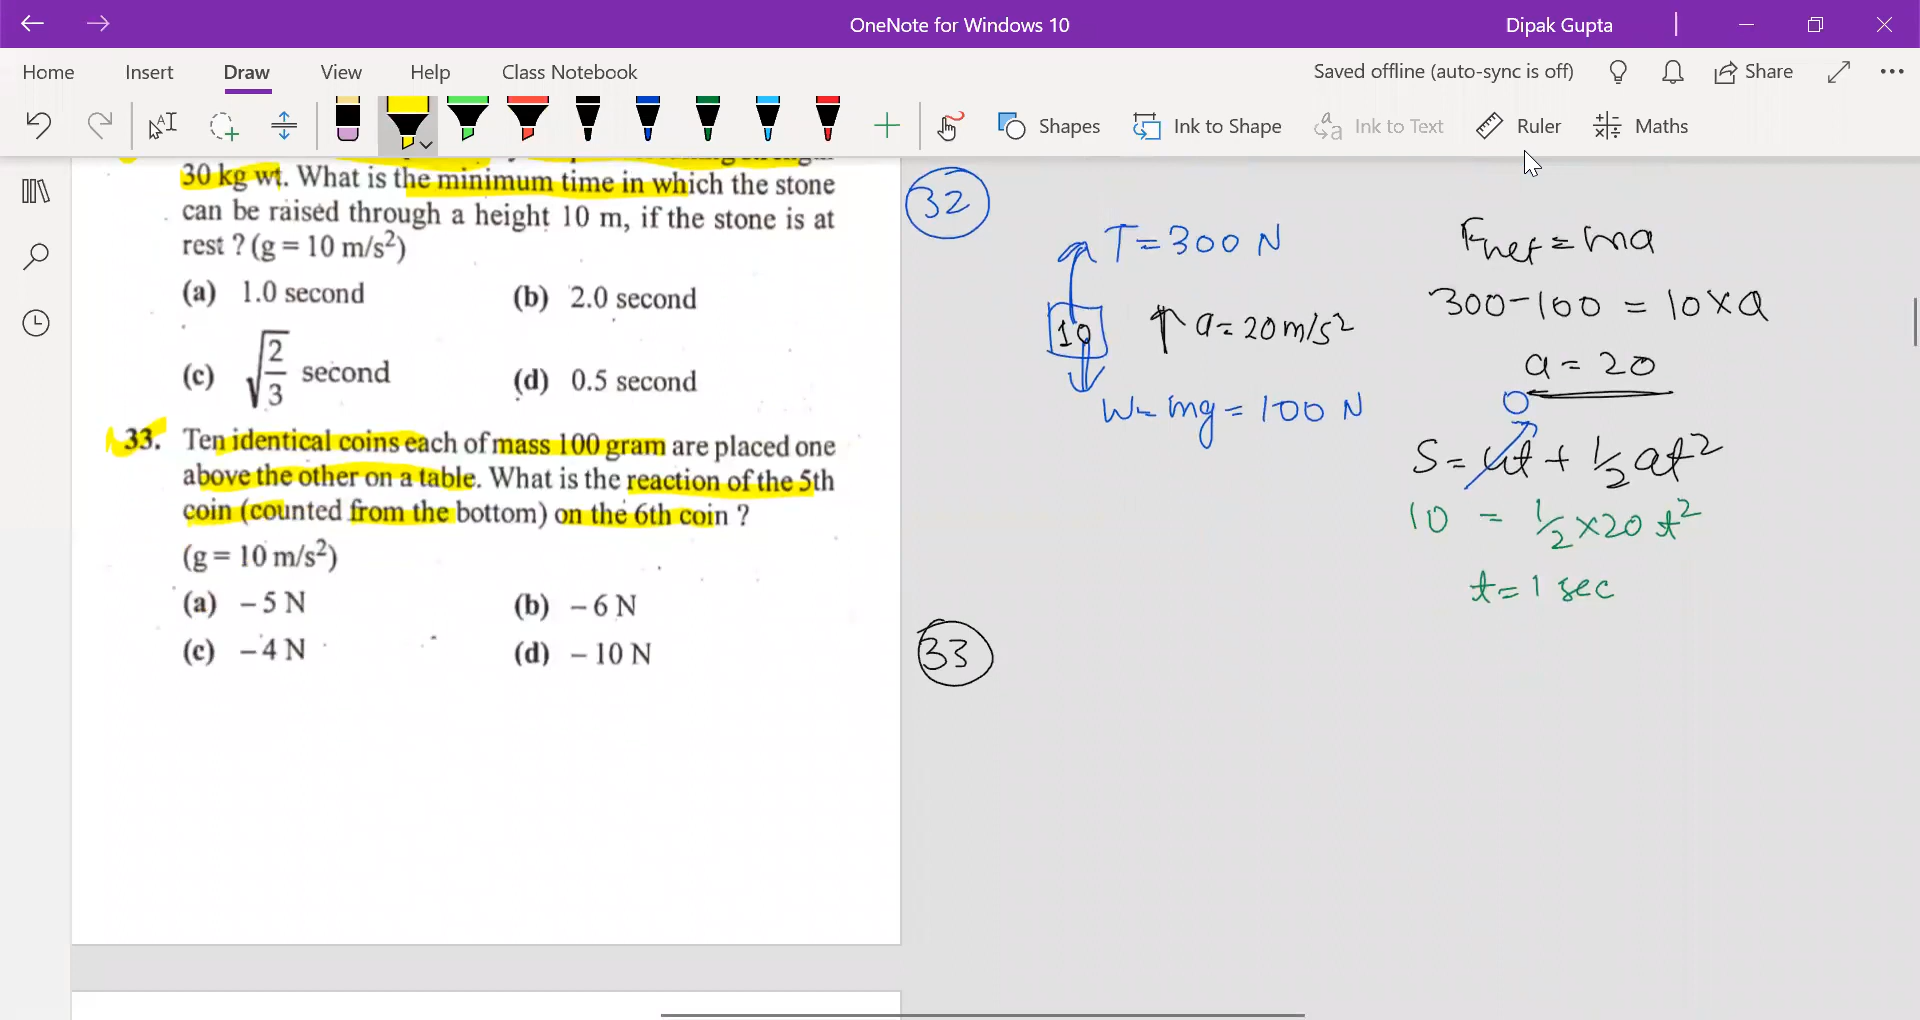 OneNote for Windows 10
Dipak Gupta
Home Insert Draw View Help Class Notebook
Saved offline (auto-sync is off) Share
Shapes Ink to Shape Ink to Text Ruler Maths
30 kg wt. What is the minimum time in which the stone
can be raised through a height 10 m, if the stone is at
rest ? (g = 10 m/s²)
(a) 1.0 second (b) 2.0 second
(c) √(2/3) second (d) 0.5 second
33. Ten identical coins each of mass 100 gram are placed one
above the other on a table. What is the reaction of the 5th
coin (counted from the bottom) on the 6th coin ?
(g = 10 m/s²)
(a) – 5 N (b) – 6 N
(c) – 4 N (d) – 10 N
32
T = 300 N
10
a = 20 m/s²
W = mg = 100 N
Fnet = ma
300 - 100 = 10 × a
a = 20
0
S = ut + 1/2 at²
10 = 1/2 × 20 t²
t = 1 sec
33